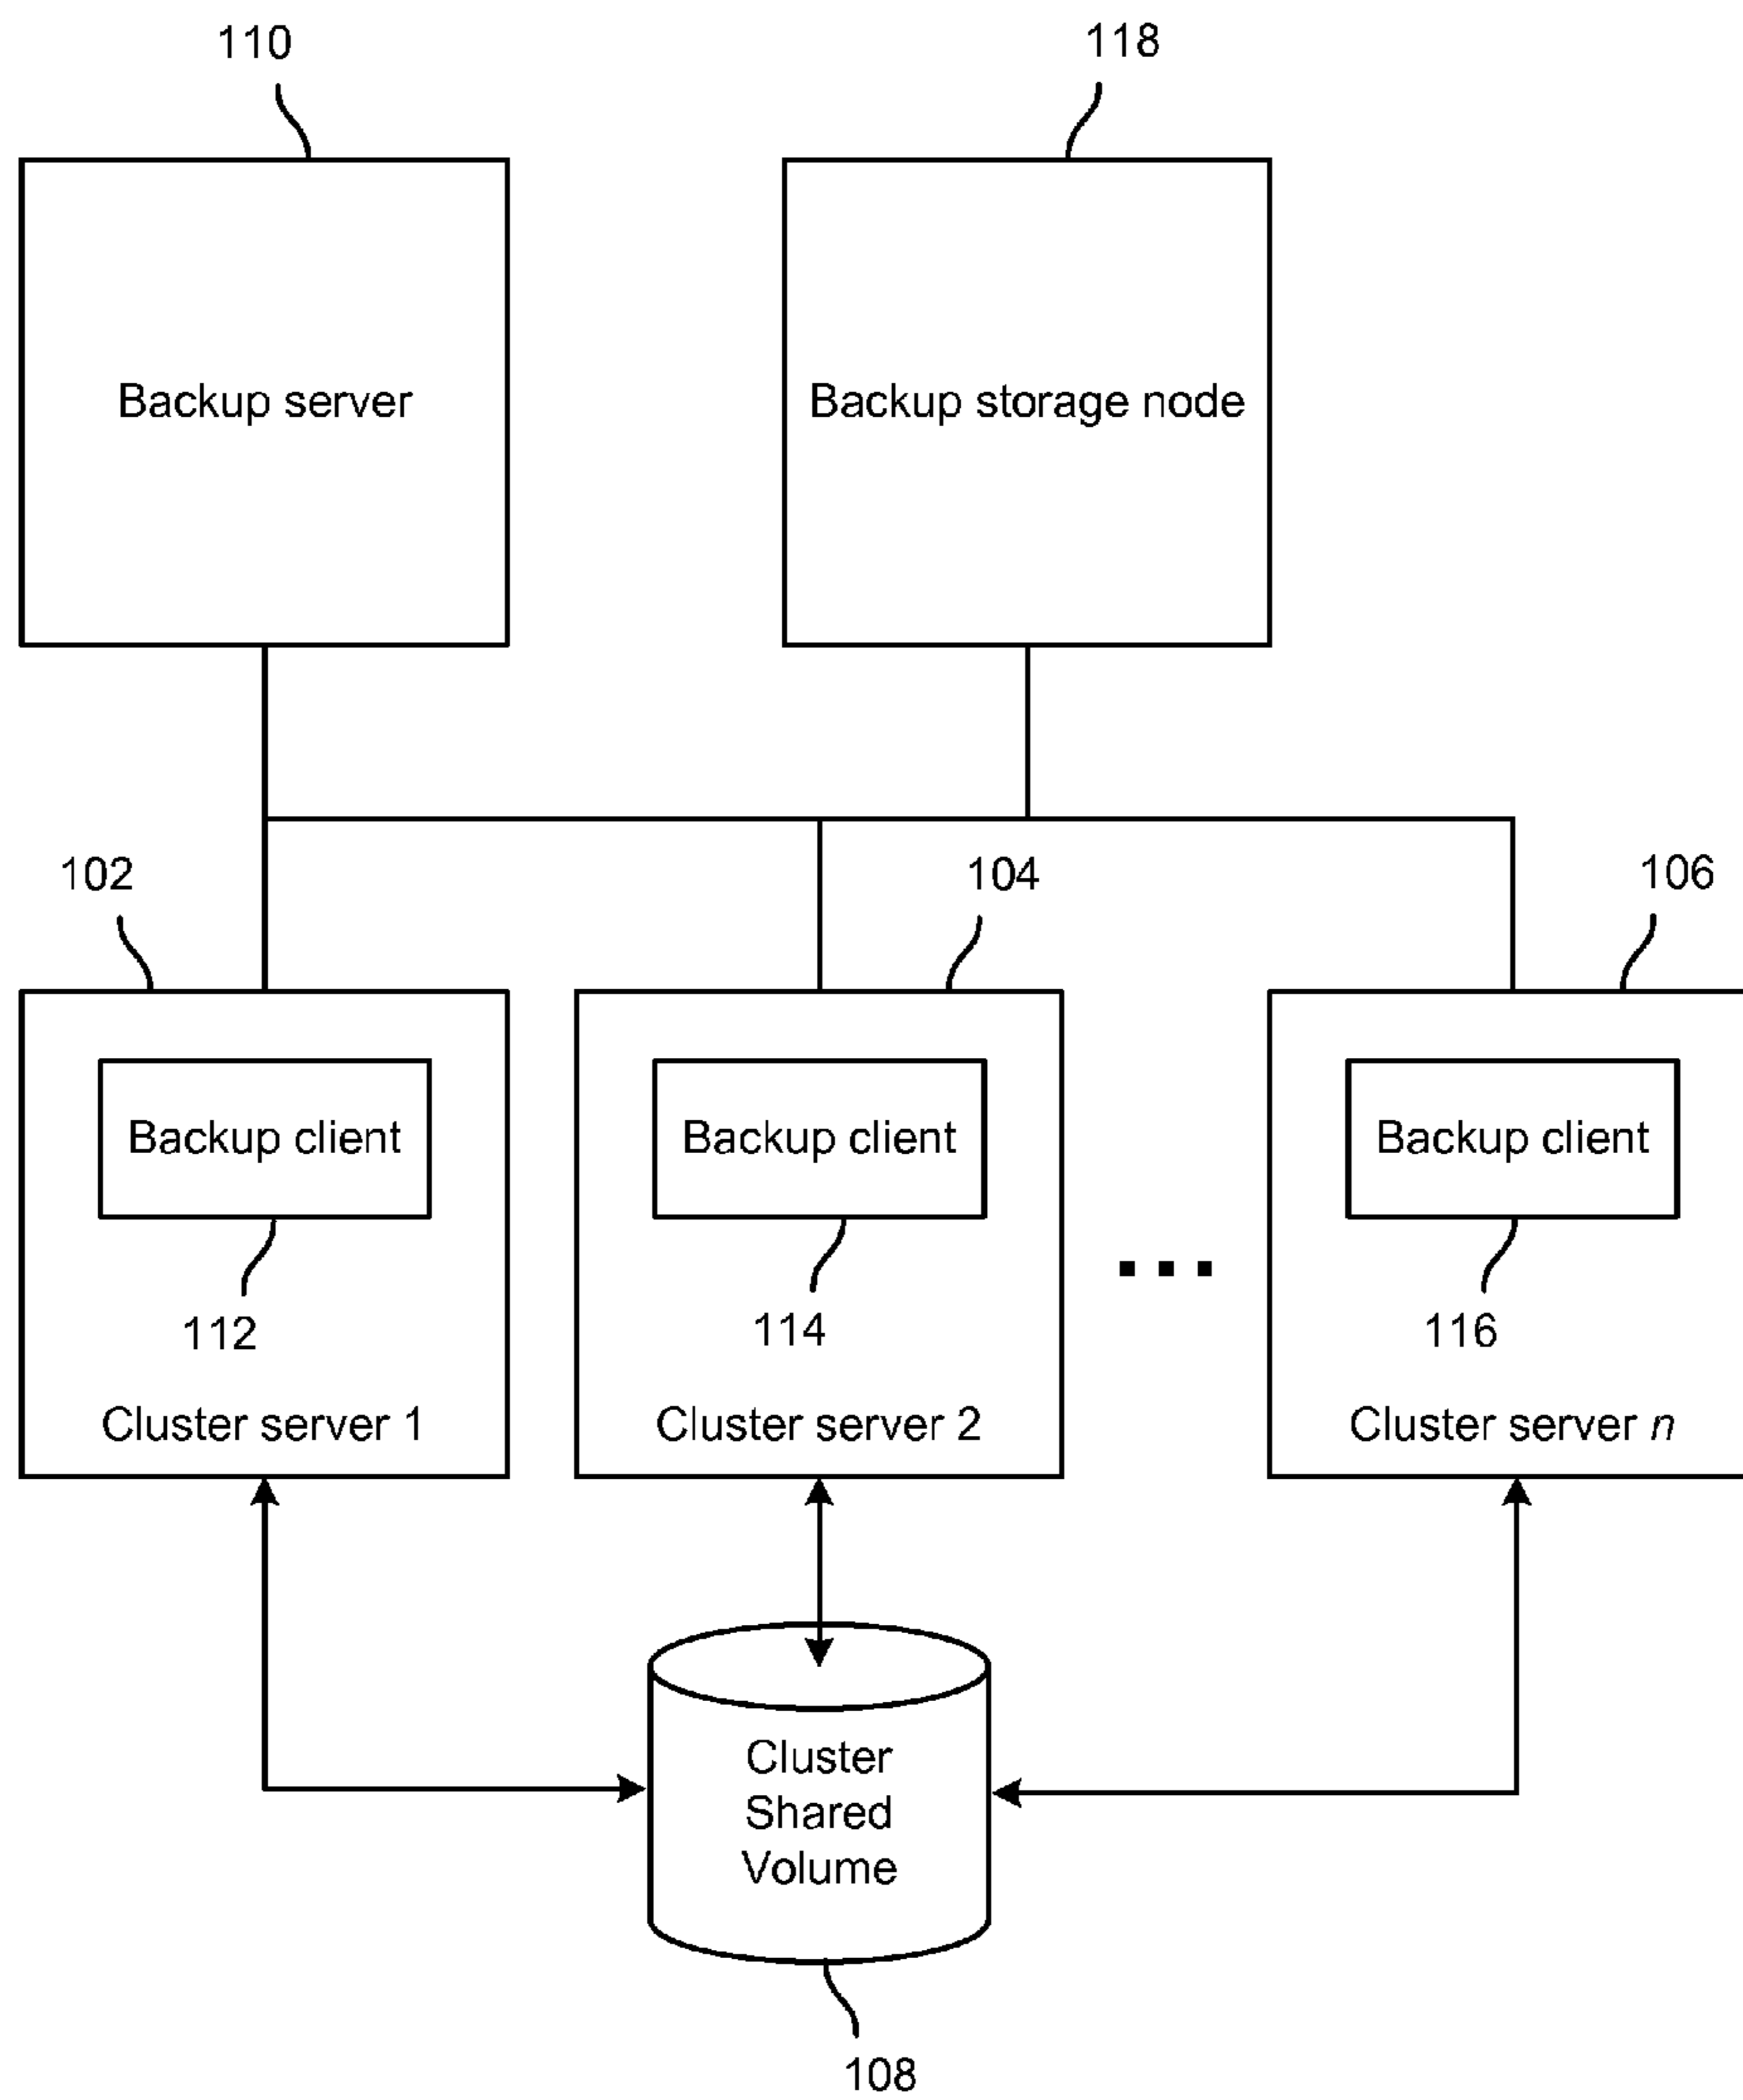 110
118
Backup server
Backup storage node
102
104
106
Backup client
Backup client
Backup client
112
114
116
Cluster server 1
Cluster server 2
Cluster server n
Cluster
Shared
Volume
108